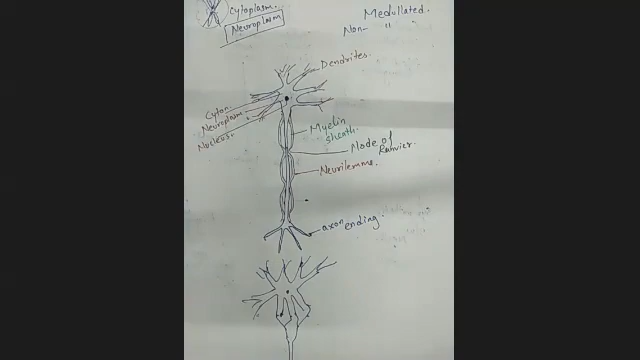 Cytoplasm.
Neuroplasm
Medullated.
Non- "
Dendrites.
Cyton.
Neuroplasm.
Nucleus.
Myelin
sheath.
Node of
Ranvier.
Neurilemma.
axon ending.